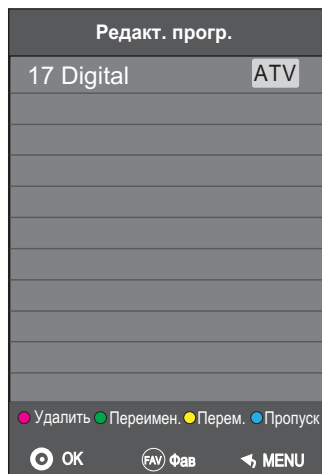 Редакт. прогр.
17 Digital ATV
Удалить Переимен. Перем. Пропуск
OK FAV Фав MENU